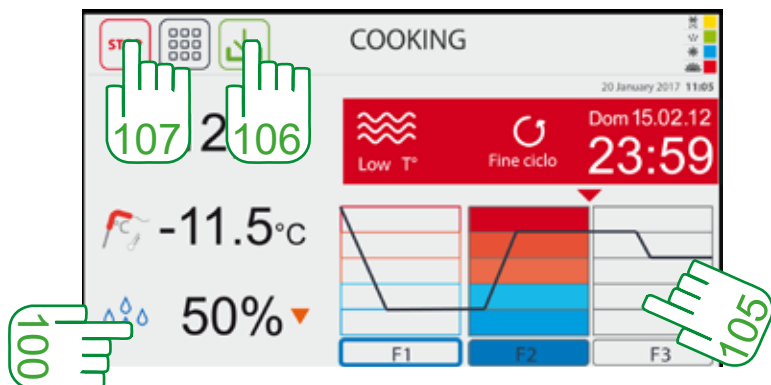 COOKING
20 January 2017 11:05
107
2
106
Low T°
Fine ciclo
Dom 15.02.12
23:59
°C
-11.5°C
50%
100
105
F1
F2
F3